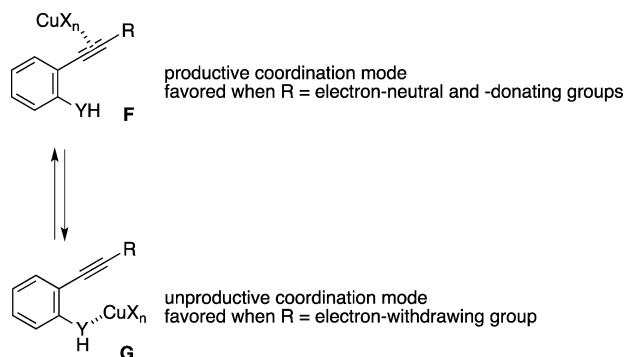 CuXn
R
productive coordination mode
favored when R = electron-neutral and -donating groups
YH
F
R
CuXn
unproductive coordination mode
favored when R = electron-withdrawing group
Y
H
G